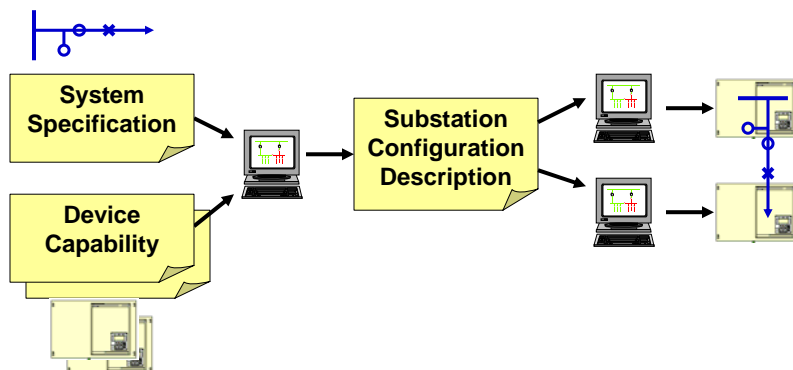 System
Specification
Device
Capability
Substation
Configuration
Description